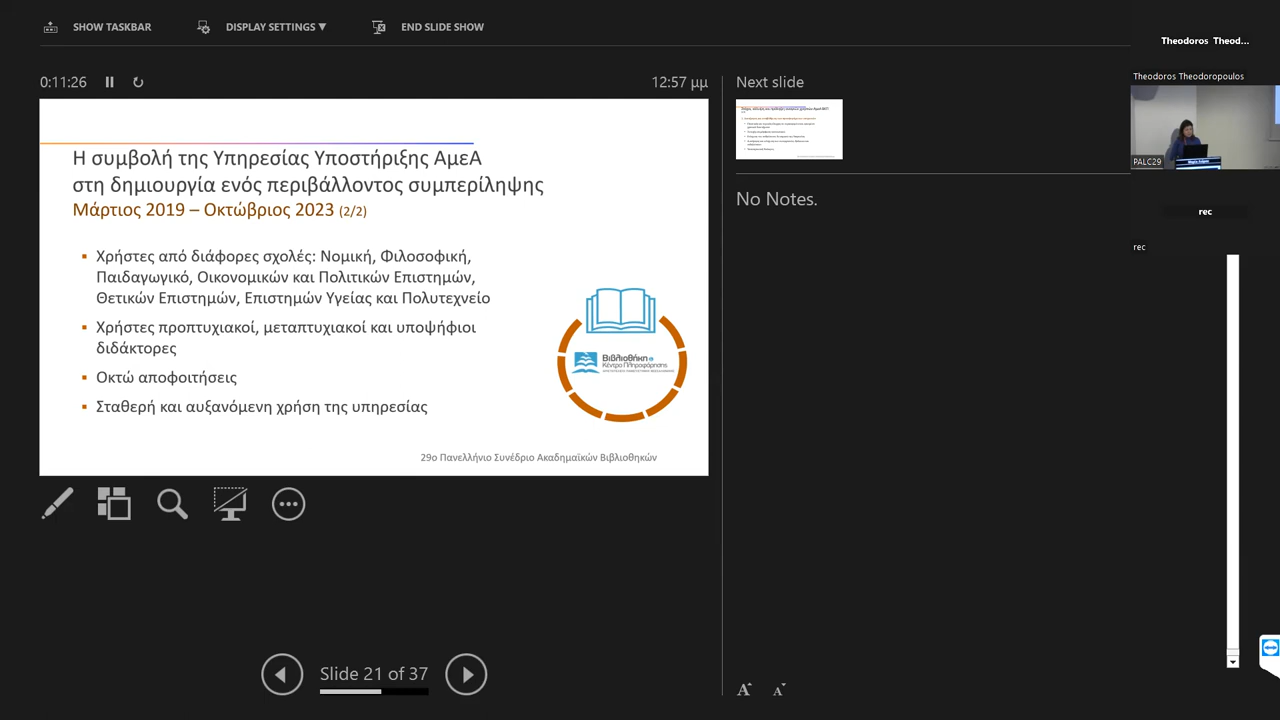 SHOW TASKBAR
DISPLAY SETTINGS ▼
END SLIDE SHOW
Theodoros Theod...
0:11:26
12:57 μμ
Next slide
Theodoros Theodoropoulos
Η συμβολή της Υπηρεσίας Υποστήριξης ΑμεΑ
στη δημιουργία ενός περιβάλλοντος συμπερίληψης
Μάρτιος 2019 – Οκτώβριος 2023 (2/2)
PALC29
No Notes.
rec
rec
▪ Χρήστες από διάφορες σχολές: Νομική, Φιλοσοφική,
Παιδαγωγικό, Οικονομικών και Πολιτικών Επιστημών,
Θετικών Επιστημών, Επιστημών Υγείας και Πολυτεχνείο
▪ Χρήστες προπτυχιακοί, μεταπτυχιακοί και υποψήφιοι
διδάκτορες
▪ Οκτώ αποφοιτήσεις
▪ Σταθερή και αυξανόμενη χρήση της υπηρεσίας
Βιβλιοθήκη
Κέντρο Πληροφόρησης
29ο Πανελλήνιο Συνέδριο Ακαδημαϊκών Βιβλιοθηκών
Slide 21 of 37
A A